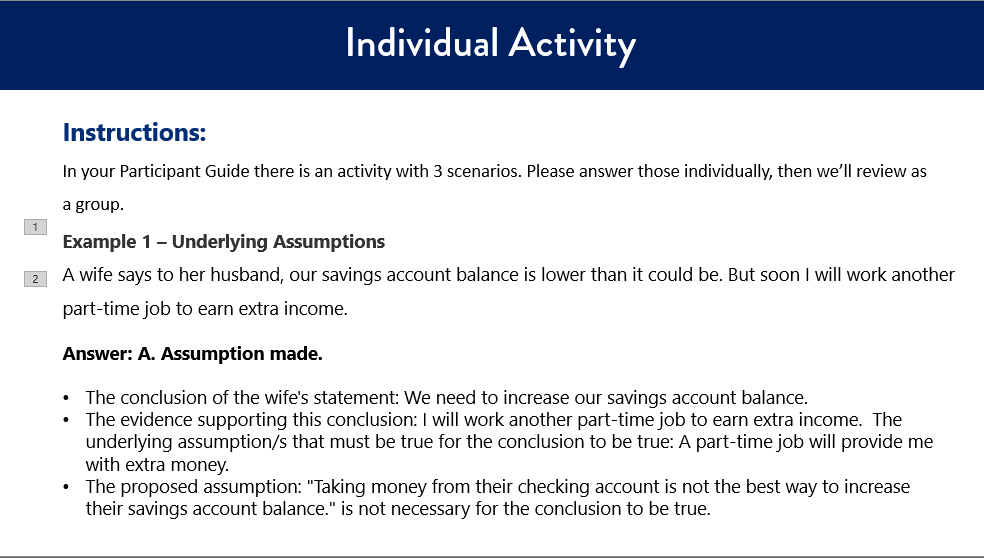 Individual Activity
Instructions:
In your Participant Guide there is an activity with 3 scenarios. Please answer those individually, then we’ll review as
a group.
1
Example 1 – Underlying Assumptions
2
A wife says to her husband, our savings account balance is lower than it could be. But soon I will work another
part-time job to earn extra income.
Answer: A. Assumption made.
• The conclusion of the wife's statement: We need to increase our savings account balance.
• The evidence supporting this conclusion: I will work another part-time job to earn extra income.  The
underlying assumption/s that must be true for the conclusion to be true: A part-time job will provide me
with extra money.
• The proposed assumption: "Taking money from their checking account is not the best way to increase
their savings account balance." is not necessary for the conclusion to be true.